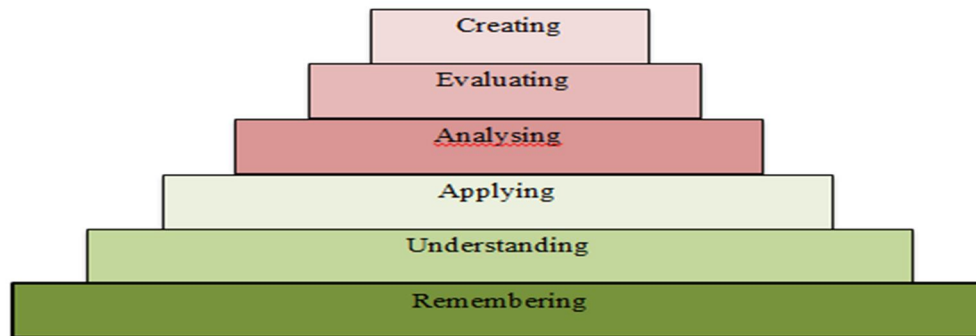 Creating
Evaluating
Analysing
Applying
Understanding
Remembering